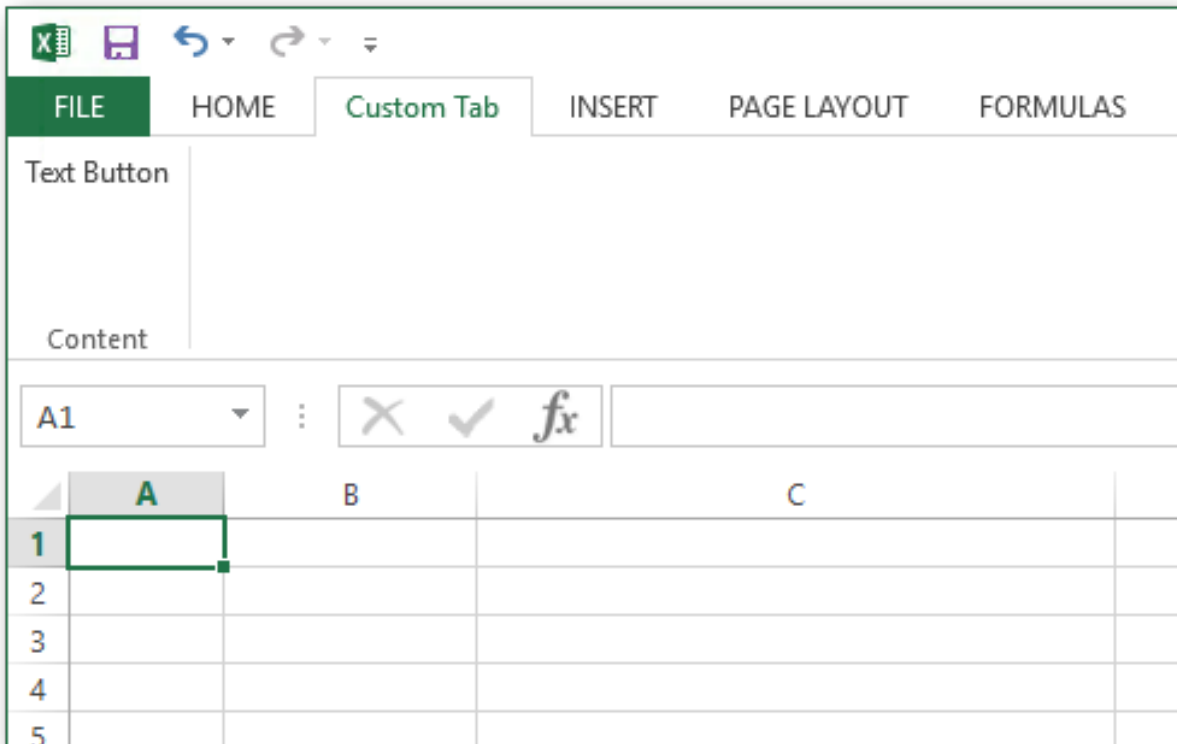 FILE HOME Custom Tab INSERT PAGE LAYOUT FORMULAS
Text Button
Content
A1 fx
A B C
1
2
3
4
5